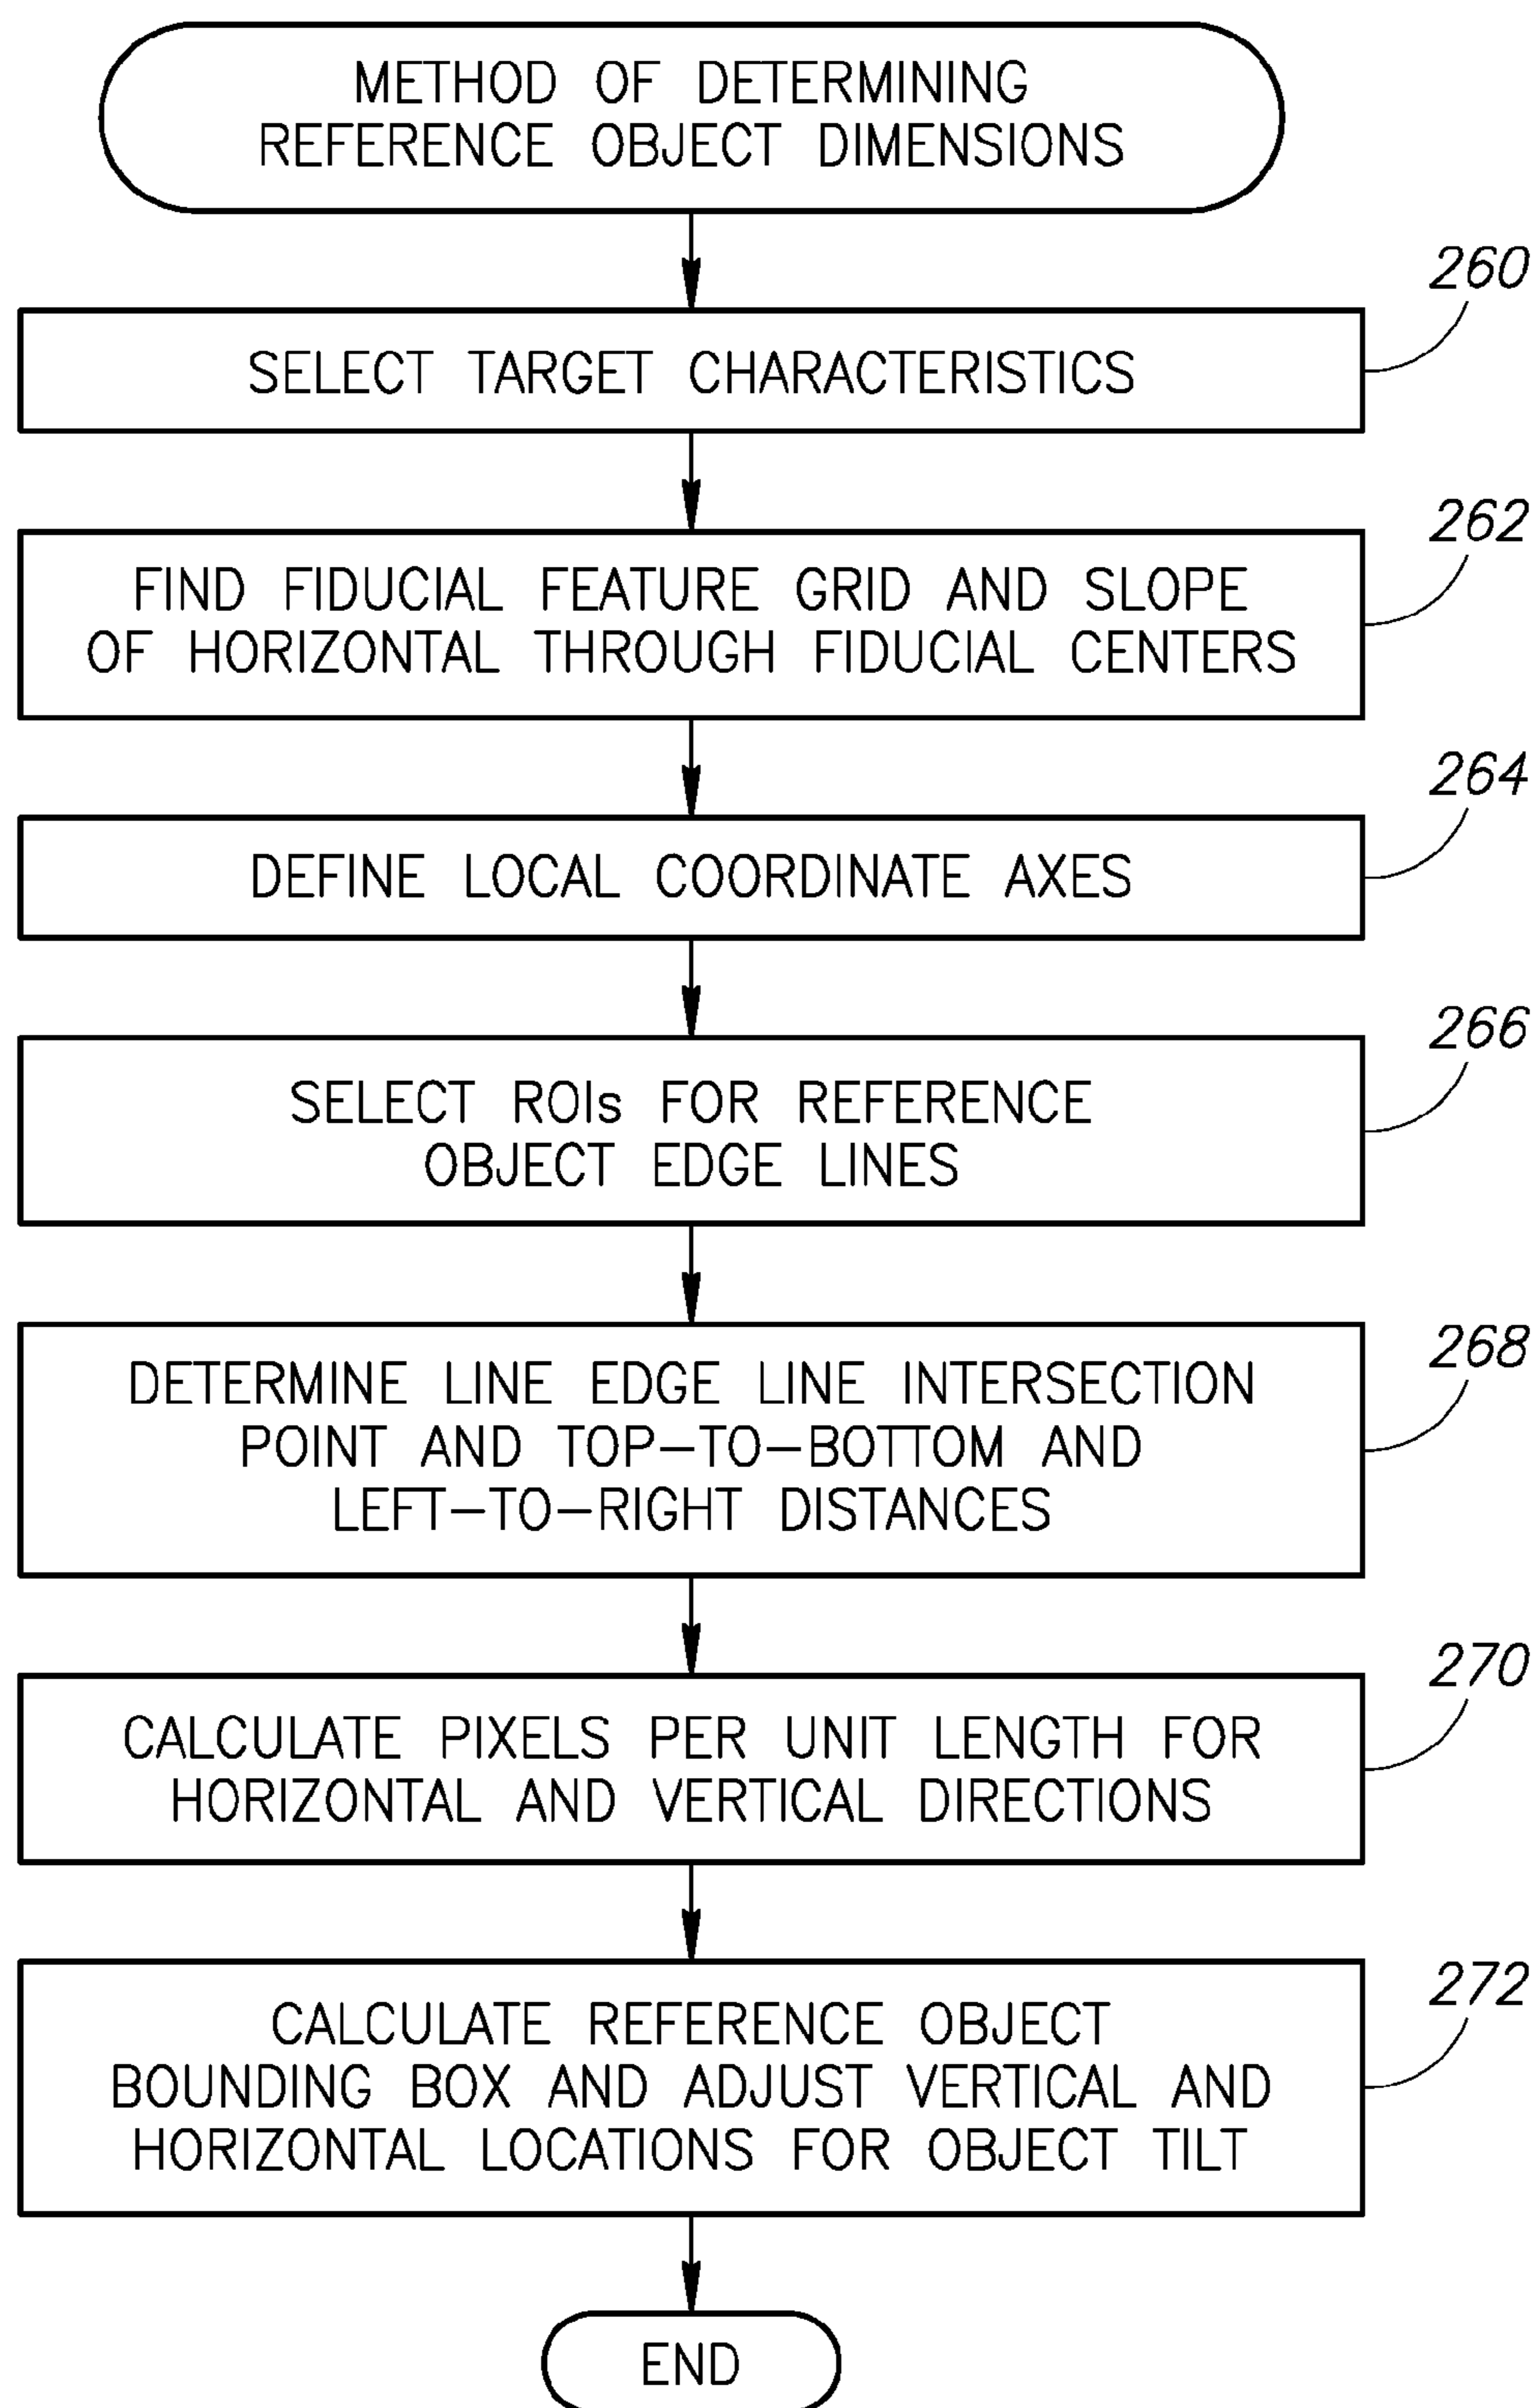 METHOD OF DETERMINING
REFERENCE OBJECT DIMENSIONS
260
SELECT TARGET CHARACTERISTICS
262
FIND FIDUCIAL FEATURE GRID AND SLOPE
OF HORIZONTAL THROUGH FIDUCIAL CENTERS
264
DEFINE LOCAL COORDINATE AXES
266
SELECT ROIs FOR REFERENCE
OBJECT EDGE LINES
268
DETERMINE LINE EDGE LINE INTERSECTION
POINT AND TOP-TO-BOTTOM AND
LEFT-TO-RIGHT DISTANCES
270
CALCULATE PIXELS PER UNIT LENGTH FOR
HORIZONTAL AND VERTICAL DIRECTIONS
272
CALCULATE REFERENCE OBJECT
BOUNDING BOX AND ADJUST VERTICAL AND
HORIZONTAL LOCATIONS FOR OBJECT TILT
END